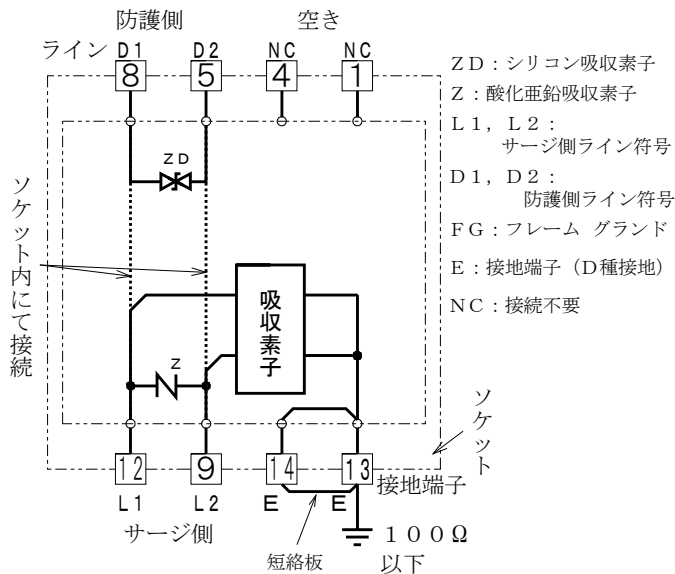 防護側
空き
ライン
D1
D2
NC
NC
8
5
4
1
ZD
ソケット内にて接続
吸収素子
Z
12
9
14
13
L1
L2
E
E
接地端子
サージ側
短絡板
100Ω
以下
ソケット
ZD：シリコン吸収素子
Z：酸化亜鉛吸収素子
L1，L2：
サージ側ライン符号
D1，D2：
防護側ライン符号
FG：フレーム グランド
E：接地端子（D種接地）
NC：接続不要